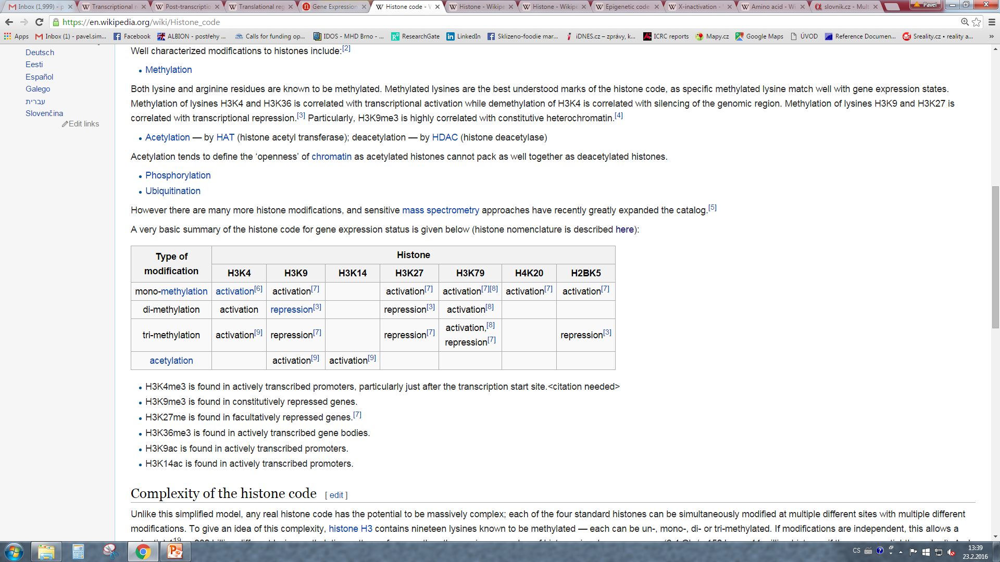 Inbox (1,999) - p
Transcriptional r
Post-transcriptio
Translational reg
Gene Expression
Histone code - W
Histone - Wikipe
Histone - Wikipe
Epigenetic code
X-inactivation -
Amino acid - Wi
slovnik.cz - Mult
Pavel
https://en.wikipedia.org/wiki/Histone_code
Apps
Inbox (1) - pavel.sim...
Facebook
ALBION - postřehy ...
Calls for funding op...
IDOS - MHD Brno - ...
ResearchGate
LinkedIn
Sklizeno-foodie mar...
iDNES.cz – zprávy, k...
ICRC reports
Mapy.cz
Google Maps
ÚVOD
Reference Documen...
Sreality.cz • reality a...
»
Deutsch
Eesti
Español
Galego
עברית
Slovenčina
Edit links
Well characterized modifications to histones include:[2]
• Methylation
Both lysine and arginine residues are known to be methylated. Methylated lysines are the best understood marks of the histone code, as specific methylated lysine match well with gene expression states.
Methylation of lysines H3K4 and H3K36 is correlated with transcriptional activation while demethylation of H3K4 is correlated with silencing of the genomic region. Methylation of lysines H3K9 and H3K27 is
correlated with transcriptional repression.[3] Particularly, H3K9me3 is highly correlated with constitutive heterochromatin.[4]
• Acetylation — by HAT (histone acetyl transferase); deacetylation — by HDAC (histone deacetylase)
Acetylation tends to define the ‘openness’ of chromatin as acetylated histones cannot pack as well together as deacetylated histones.
• Phosphorylation
• Ubiquitination
However there are many more histone modifications, and sensitive mass spectrometry approaches have recently greatly expanded the catalog.[5]
A very basic summary of the histone code for gene expression status is given below (histone nomenclature is described here):
Type of modification
Histone
H3K4 H3K9 H3K14 H3K27 H3K79 H4K20 H2BK5
mono-methylation activation[6] activation[7] activation[7] activation[7][8] activation[7] activation[7]
di-methylation activation repression[3] repression[3] activation[8]
tri-methylation activation[9] repression[7] repression[7] activation,[8] repression[7] repression[3]
acetylation activation[9] activation[9]
• H3K4me3 is found in actively transcribed promoters, particularly just after the transcription start site.<citation needed>
• H3K9me3 is found in constitutively repressed genes.
• H3K27me is found in facultatively repressed genes.[7]
• H3K36me3 is found in actively transcribed gene bodies.
• H3K9ac is found in actively transcribed promoters.
• H3K14ac is found in actively transcribed promoters.
Complexity of the histone code [ edit ]
Unlike this simplified model, any real histone code has the potential to be massively complex; each of the four standard histones can be simultaneously modified at multiple different sites with multiple different
modifications. To give an idea of this complexity, histone H3 contains nineteen lysines known to be methylated — each can be un-, mono-, di- or tri-methylated. If modifications are independent, this allows a
CS
13:39
23.2.2016